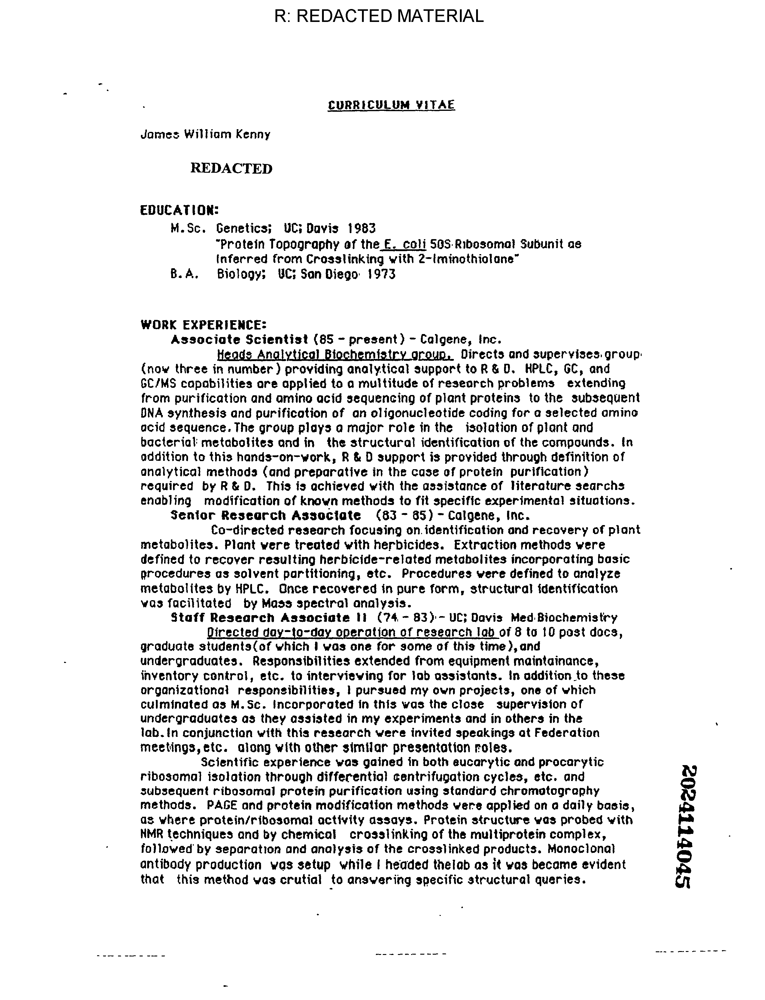 R: REDACTED MATERIAL
CURRICULUM VITAE
James William Kenny
REDACTED
EDUCATION:
M.Sc. Genetics; UC; Davis 1983
"Protein Topography of the E. coli 50S Ribosomal Subunit as
Inferred from Crosslinking with 2-Iminothiolane"
B.A. Biology; UC; San Diego 1973
WORK EXPERIENCE:
Associate Scientist (85 - present) - Calgene, Inc.
Heads Analytical Biochemistry group. Directs and supervises group
(now three in number) providing analytical support to R & D. HPLC, GC, and
GC/MS capabilities are applied to a multitude of research problems extending
from purification and amino acid sequencing of plant proteins to the subsequent
DNA synthesis and purification of an oligonucleotide coding for a selected amino
acid sequence. The group plays a major role in the isolation of plant and
bacterial metabolites and in the structural identification of the compounds. In
addition to this hands-on-work, R & D support is provided through definition of
analytical methods (and preparative in the case of protein purification)
required by R & D. This is achieved with the assistance of literature searchs
enabling modification of known methods to fit specific experimental situations.
Senior Research Associate (83 - 85) - Calgene, Inc.
Co-directed research focusing on identification and recovery of plant
metabolites. Plant were treated with herbicides. Extraction methods were
defined to recover resulting herbicide-related metabolites incorporating basic
procedures as solvent partitioning, etc. Procedures were defined to analyze
metabolites by HPLC. Once recovered in pure form, structural identification
was facilitated by Mass spectral analysis.
Staff Research Associate II (74 - 83) - UC; Davis Med Biochemistry
Directed day-to-day operation of research lab of 8 to 10 post docs,
graduate students(of which I was one for some of this time),and
undergraduates. Responsibilities extended from equipment maintainance,
inventory control, etc. to interviewing for lab assistants. In addition to these
organizational responsibilities, I pursued my own projects, one of which
culminated as M.Sc. Incorporated in this was the close supervision of
undergraduates as they assisted in my experiments and in others in the
lab. In conjunction with this research were invited speakings at Federation
meetings,etc. along with other similar presentation roles.
Scientific experience was gained in both eucarytic and procarytic
ribosomal isolation through differential centrifugation cycles, etc. and
subsequent ribosomal protein purification using standard chromatography
methods. PAGE and protein modification methods were applied on a daily basis,
as where protein/ribosomal activity assays. Protein structure was probed with
NMR techniques and by chemical crosslinking of the multiprotein complex,
followed by separation and analysis of the crosslinked products. Monoclonal
antibody production was setup while I headed thelab as it was became evident
that this method was crutial to answering specific structural queries.
2024114045